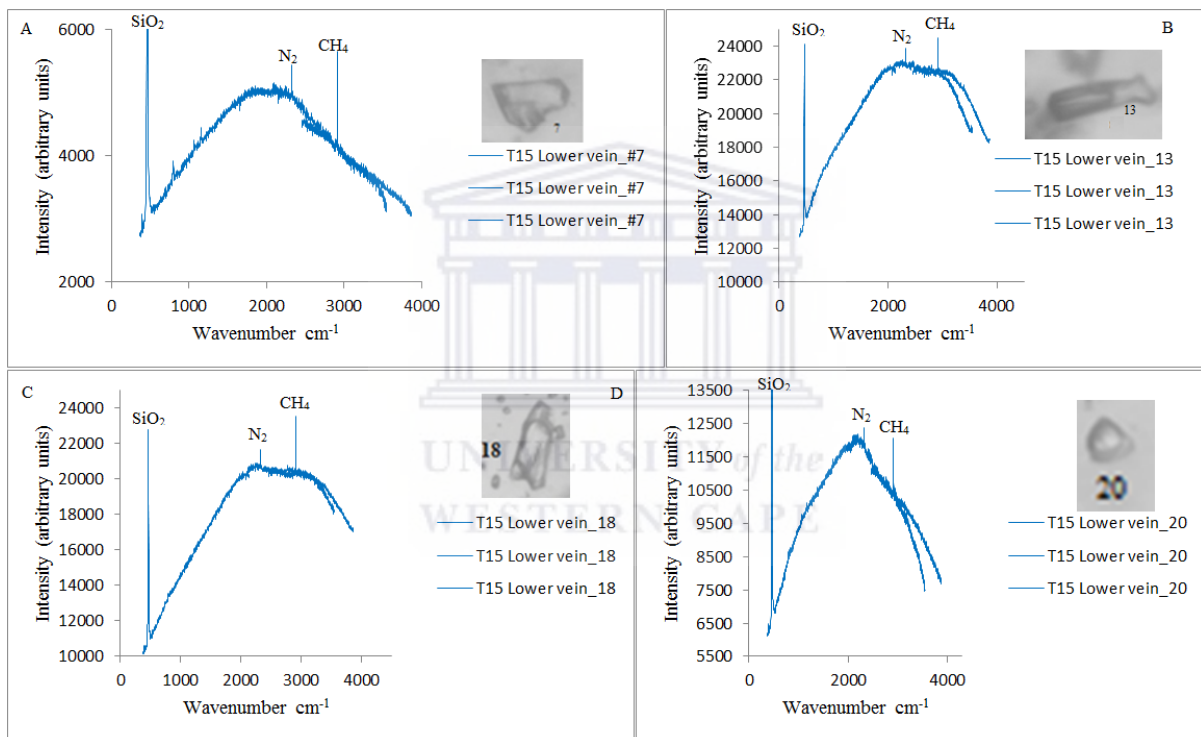 A
SiO2
N2
CH4
6000
4000
2000
0 1000 2000 3000 4000
Intensity (arbitrary units)
Wavenumber cm-1
7
T15 Lower vein_#7
T15 Lower vein_#7
T15 Lower vein_#7
B
SiO2
N2
CH4
24000
22000
20000
18000
16000
14000
12000
10000
0 2000 4000
Intensity (arbitrary units)
Wavenumber cm-1
13
T15 Lower vein_13
T15 Lower vein_13
T15 Lower vein_13
C
SiO2
N2
CH4
24000
22000
20000
18000
16000
14000
12000
10000
0 1000 2000 3000 4000
Intensity (arbitrary units)
Wavenumber cm-1
18
T15 Lower vein_18
T15 Lower vein_18
T15 Lower vein_18
D
SiO2
N2
CH4
13500
12500
11500
10500
9500
8500
7500
6500
5500
0 2000 4000
Intensity (arbitrary units)
Wavenumber cm-1
20
T15 Lower vein_20
T15 Lower vein_20
T15 Lower vein_20
UNIVERSITY of the
WESTERN CAPE